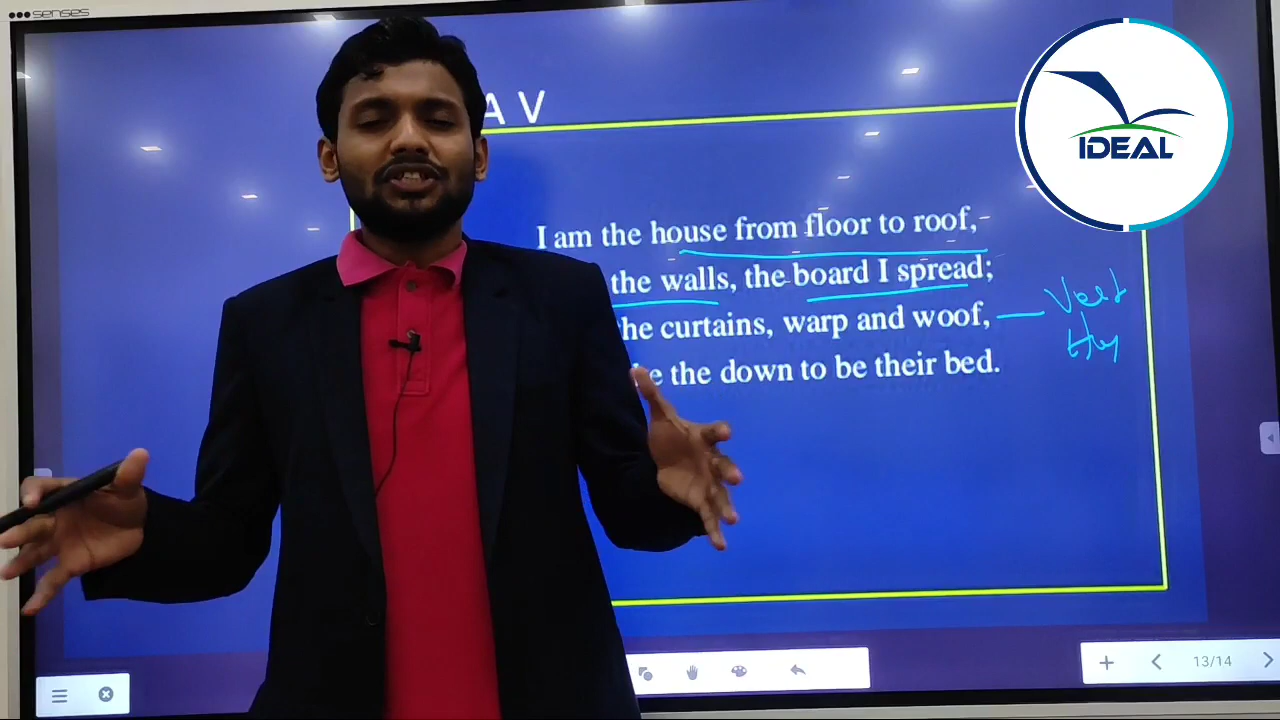 senses
A V
IDEAL
I am the house from floor to roof,
the walls, the board I spread;
he curtains, warp and woof,
e the down to be their bed.
13/14